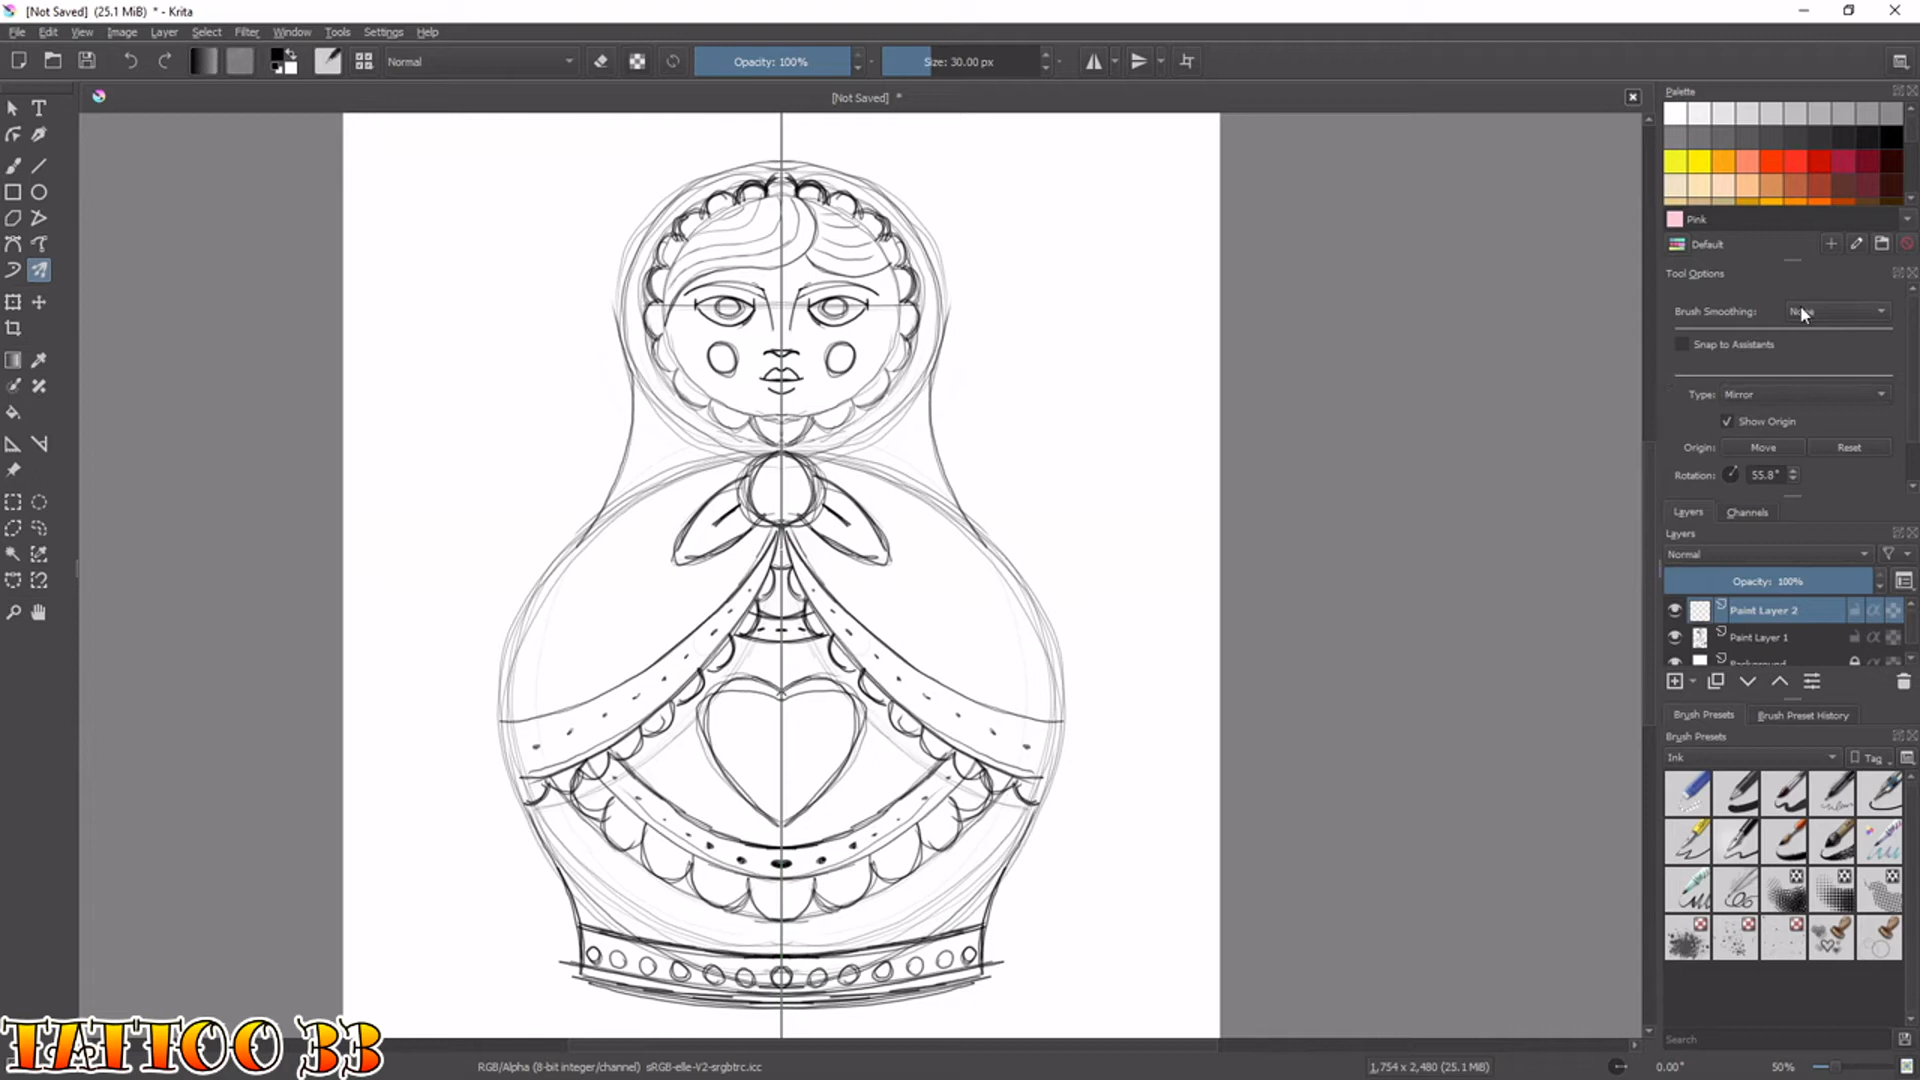 [Not Saved]  (25.1 MiB)  * - Krita
File Edit View Image Layer Select Filter Window Tools Settings Help
Normal
Opacity: 100%
Size: 30.00 px
[Not Saved]  *
Palette
Pink
Default
Tool Options
Brush Smoothing:
Snap to Assistants
Type: Mirror
Show Origin
Origin: Move Reset
Rotation: 55.8°
Layers Channels
Layers
Normal
Opacity: 100%
Paint Layer 2
Paint Layer 1
Background
Brush Presets Brush Preset History
Brush Presets
Ink
Tag
Search
TATTOO 33
RGB/Alpha (8-bit integer/channel)  sRGB-elle-V2-srgbtrc.icc
1,754 x 2,480 (25.1 MiB)
0.00°
50%